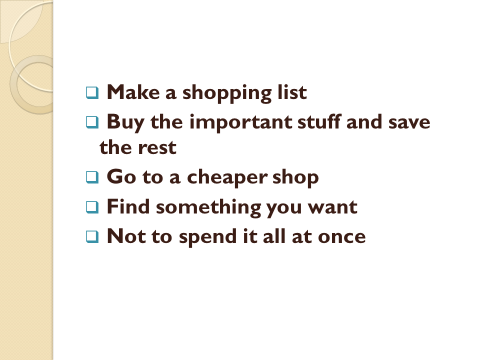 Make a shopping list
Buy the important stuff and save
the rest
Go to a cheaper shop
Find something you want
Not to spend it all at once